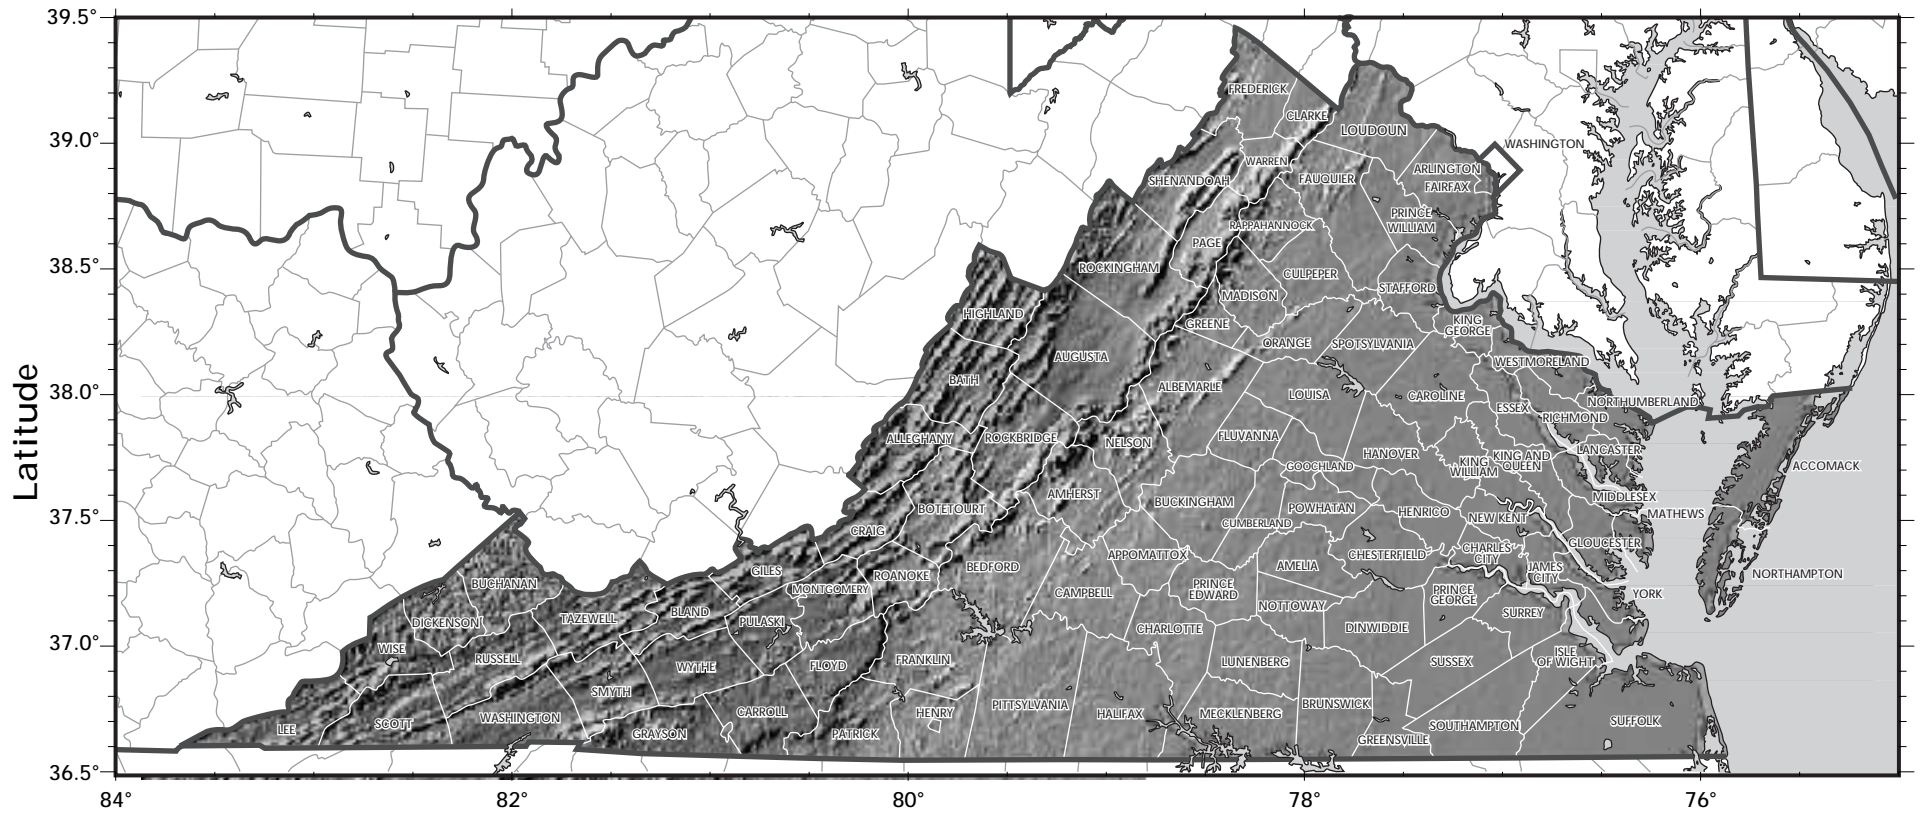 39.5°
FREDERICK
CLARKE
LOUDOUN
39.0°
WASHINGTON
WARREN
ARLINGTON
SHENANDOAH
FAUQUIER
FAIRFAX
PRINCE
WILLIAM
RAPPAHANNOCK
PAGE
38.5°
ROCKINGHAM
CULPEPER
STAFFORD
MADISON
HIGHLAND
KING
GEORGE
GREENE
ORANGE
SPOTSYLVANIA
AUGUSTA
WESTMORELAND
BATH
ALBEMARLE
38.0°
LOUISA
CAROLINE
NORTHUMBERLAND
ESSEX
RICHMOND
Latitude
ALLEGHANY
ROCKBRIDGE
NELSON
FLUVANNA
LANCASTER
HANOVER
KING AND
QUEEN
KING
WILLIAM
GOOCHLAND
ACCOMACK
AMHERST
MIDDLESEX
BUCKINGHAM
BOTETOURT
POWHATAN
HENRICO
MATHEWS
37.5°
NEW KENT
CUMBERLAND
CRAIG
GLOUCESTER
APPOMATTOX
CHESTERFIELD
CHARLES
CITY
BEDFORD
AMELIA
GILES
ROANOKE
JAMES
CITY
NORTHAMPTON
BUCHANAN
MONTGOMERY
CAMPBELL
PRINCE
EDWARD
PRINCE
GEORGE
YORK
NOTTOWAY
BLAND
SURREY
TAZEWELL
DICKENSON
PULASKI
CHARLOTTE
DINWIDDIE
37.0°
WISE
RUSSELL
FRANKLIN
LUNENBERG
SUSSEX
ISLE
OF WIGHT
WYTHE
FLOYD
SMYTH
PITTSYLVANIA
BRUNSWICK
CARROLL
HENRY
HALIFAX
MECKLENBERG
WASHINGTON
SCOTT
SUFFOLK
LEE
SOUTHAMPTON
GRAYSON
PATRICK
GREENSVILLE
36.5°
84°
82°
80°
78°
76°